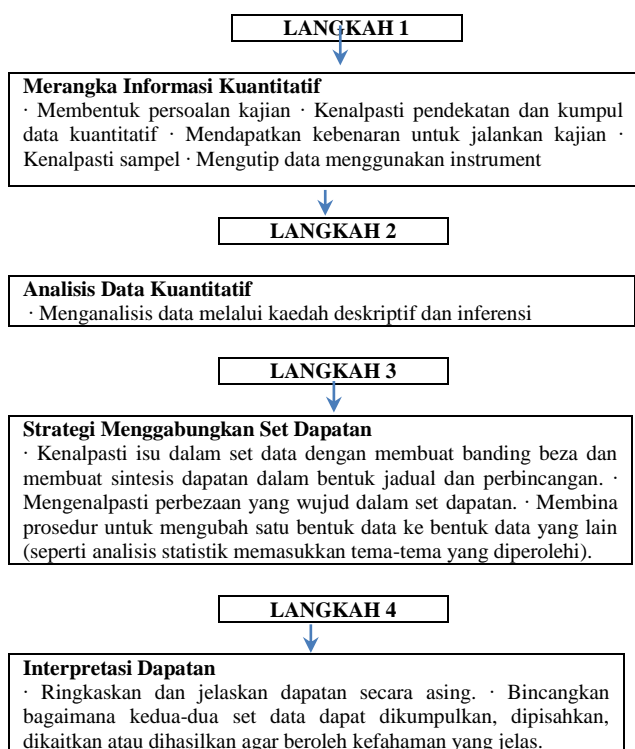 LANGKAH 1
Merangka Informasi Kuantitatif
· Membentuk persoalan kajian · Kenalpasti pendekatan dan kumpul
data kuantitatif · Mendapatkan kebenaran untuk jalankan kajian ·
Kenalpasti sampel · Mengutip data menggunakan instrument
LANGKAH 2
Analisis Data Kuantitatif
· Menganalisis data melalui kaedah deskriptif dan inferensi
LANGKAH 3
Strategi Menggabungkan Set Dapatan
· Kenalpasti isu dalam set data dengan membuat banding beza dan
membuat sintesis dapatan dalam bentuk jadual dan perbincangan. ·
Mengenalpasti perbezaan yang wujud dalam set dapatan. · Membina
prosedur untuk mengubah satu bentuk data ke bentuk data yang lain
(seperti analisis statistik memasukkan tema-tema yang diperolehi).
LANGKAH 4
Interpretasi Dapatan
· Ringkaskan dan jelaskan dapatan secara asing. · Bincangkan
bagaimana kedua-dua set data dapat dikumpulkan, dipisahkan,
dikaitkan atau dihasilkan agar beroleh kefahaman yang jelas.